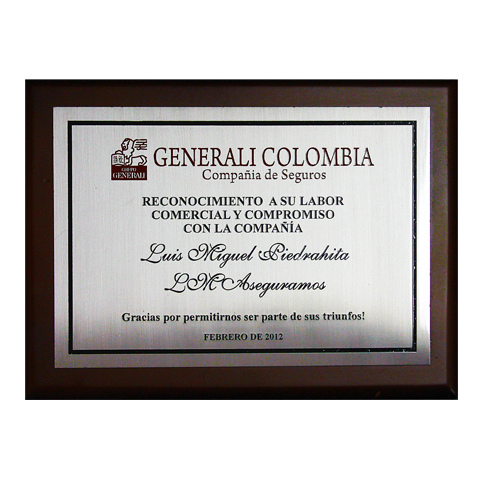 GRUPO
GENERALI
GENERALI COLOMBIA
Compañia de Seguros
RECONOCIMIENTO A SU LABOR
COMERCIAL Y COMPROMISO
CON LA COMPAÑÍA
Luis Miguel Piedrahita
LM Aseguramos
Gracias por permitirnos ser parte de sus triunfos!
FEBRERO DE 2012